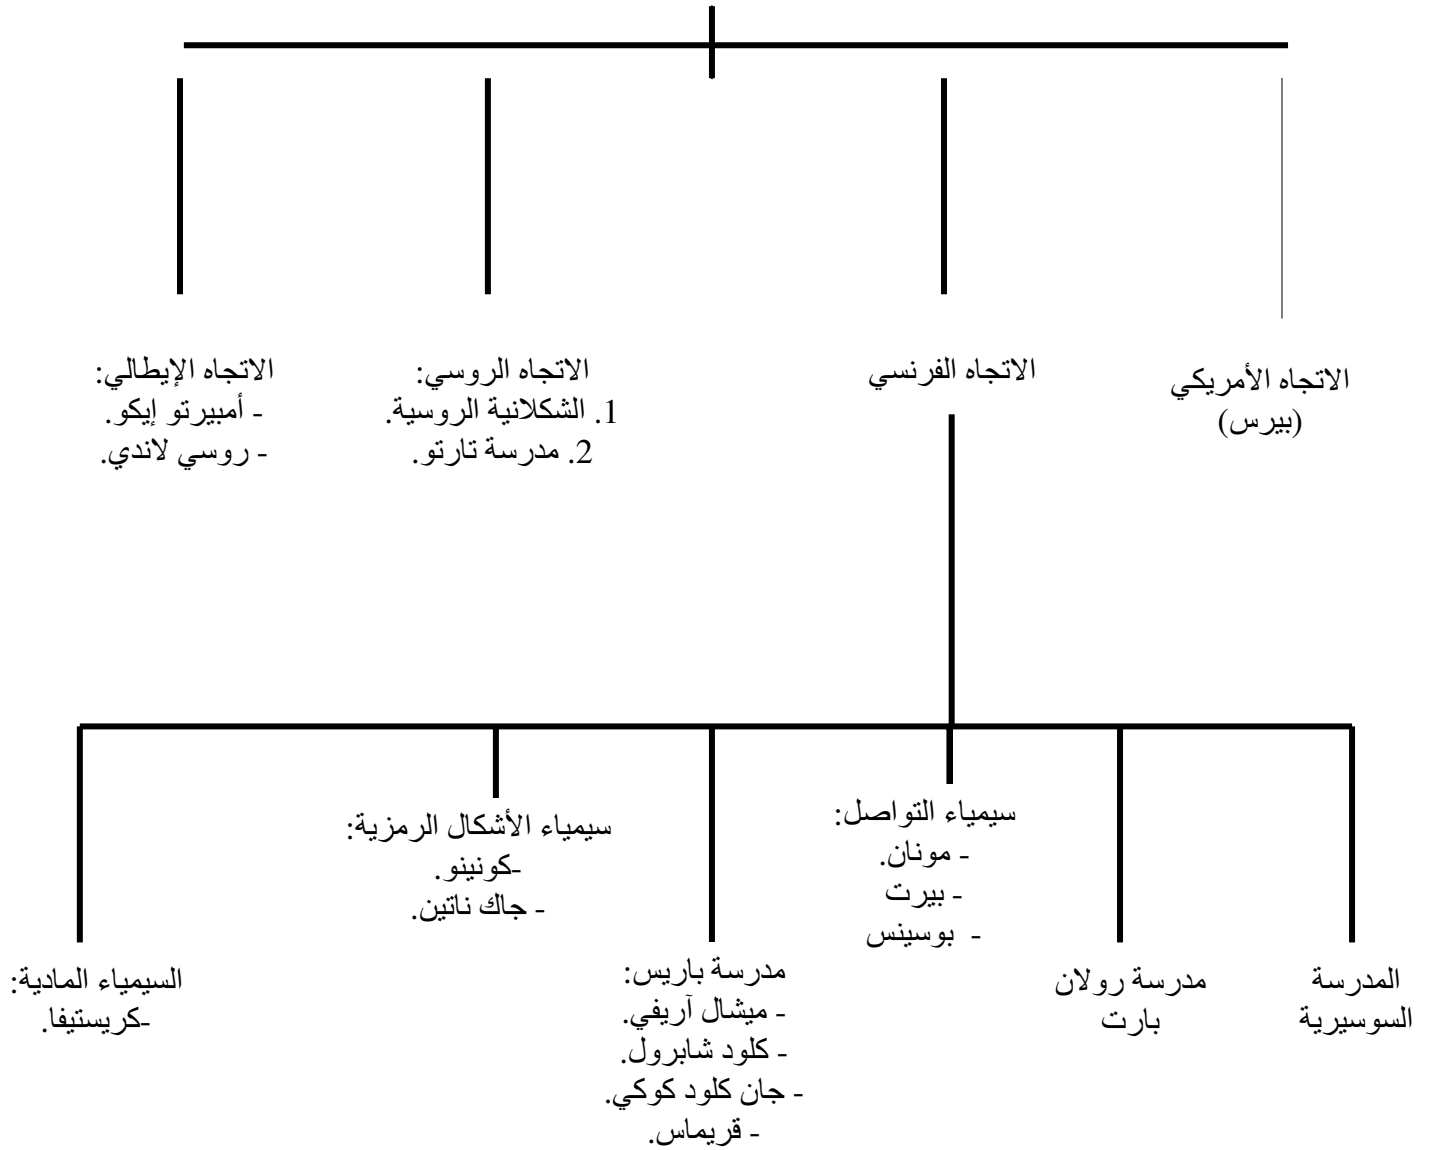 الاتجاه الأمريكي
(بيرس)
الاتجاه الفرنسي
الاتجاه الروسي:
1. الشكلانية الروسية.
2. مدرسة تارتو.
الاتجاه الإيطالي:
- أمبيرتو إيكو.
- روسي لاندي.
المدرسة
السوسيرية
مدرسة رولان
بارت
سيمياء التواصل:
- مونان.
- بيرت
- بوسينس
مدرسة باريس:
- ميشال آريفي.
- كلود شابرول.
- جان كلود كوكي.
- قريماس.
سيمياء الأشكال الرمزية:
-كونينو.
- جاك ناتين.
السيمياء المادية:
-كريستيفا.